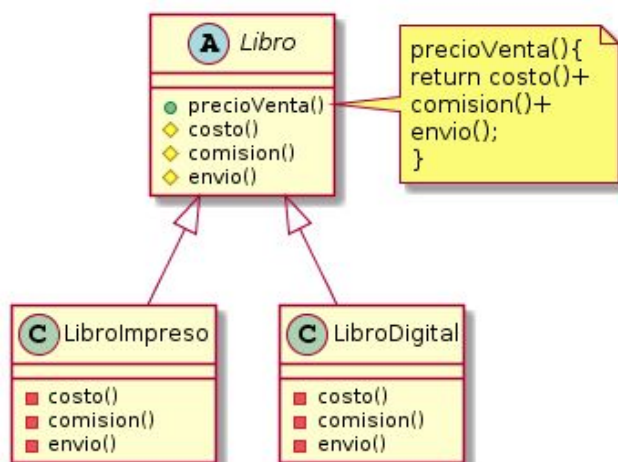 A Libro
precioVenta()
costo()
comision()
envio()
precioVenta(){
return costo()+
comision()+
envio();
}
C LibroImpreso
costo()
comision()
envio()
C LibroDigital
costo()
comision()
envio()